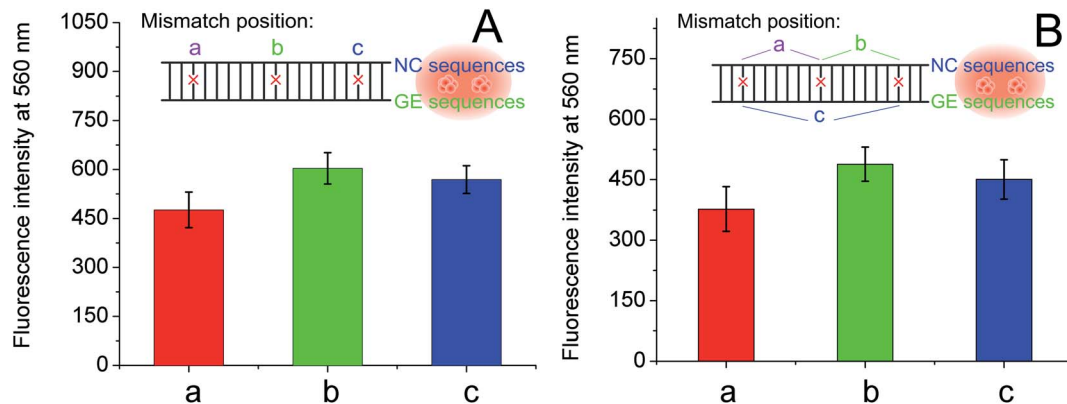 Mismatch position:
A
a b c
NC sequences
GE sequences
Fluorescence intensity at 560 nm
1050
900
750
600
450
300
150
0
a b c
Mismatch position:
B
a b
NC sequences
GE sequences
c
Fluorescence intensity at 560 nm
750
600
450
300
150
0
a b c